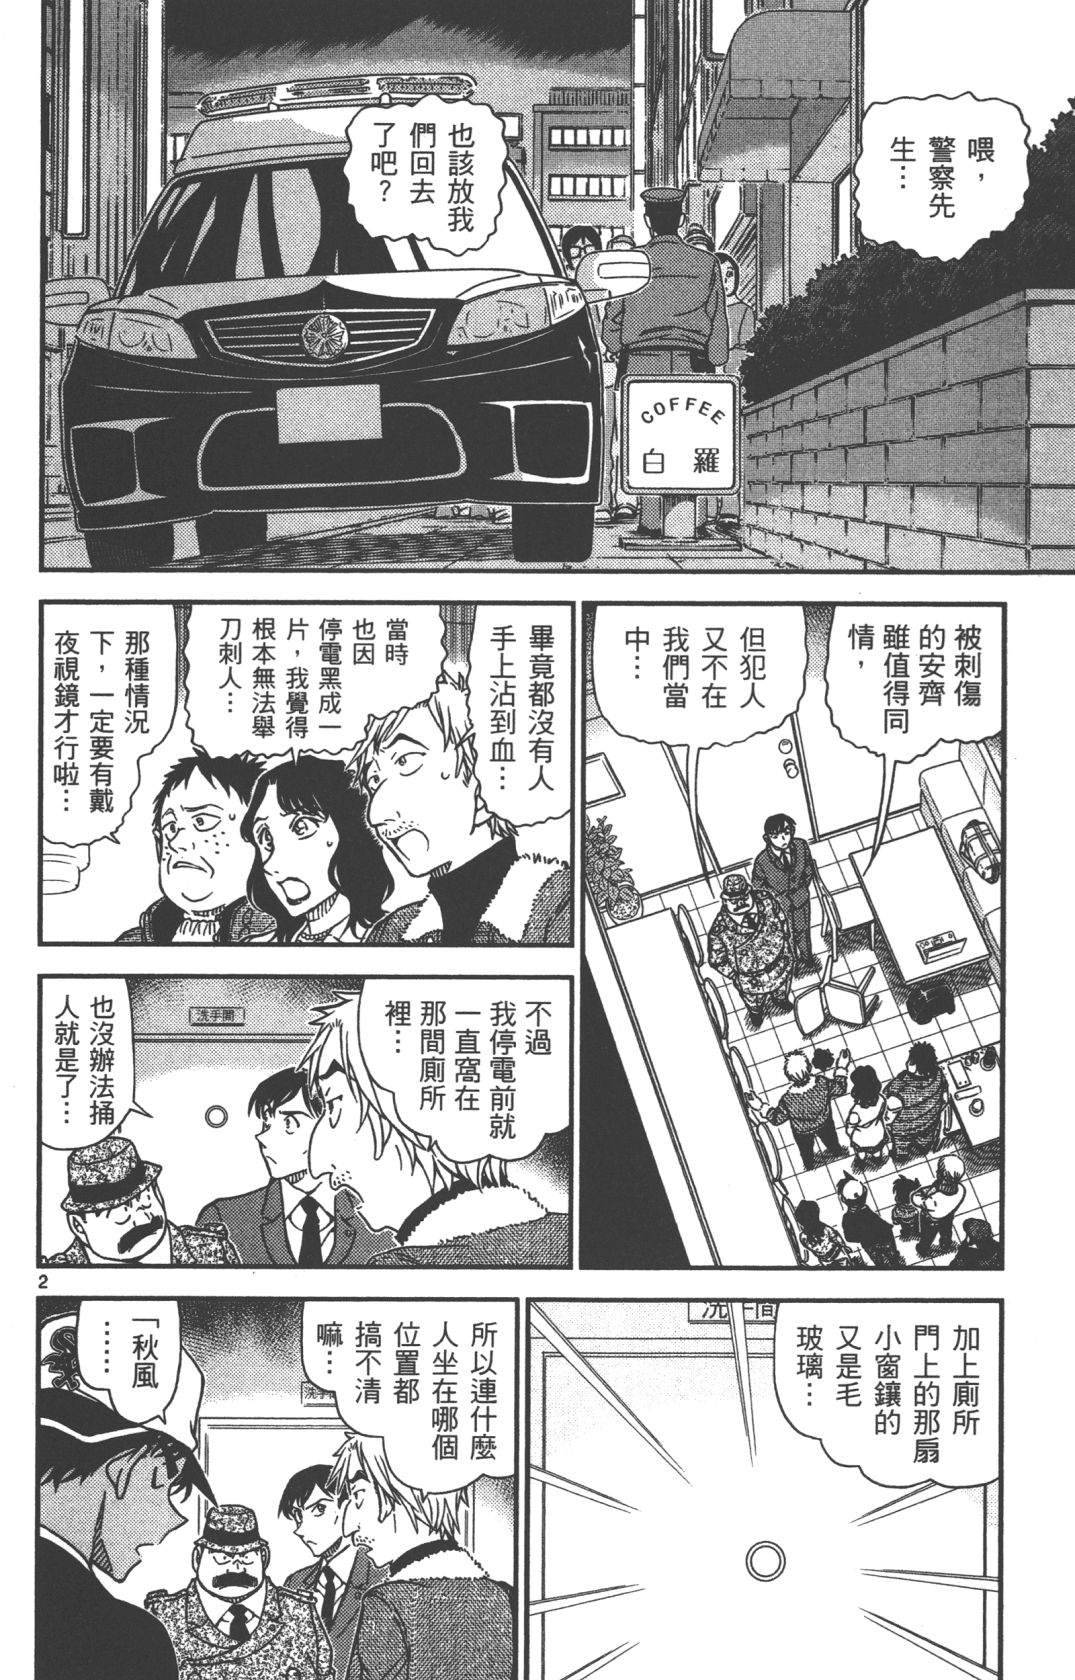 喂，
警察先
生…
也該放我
們回去
了吧？
COFFEE
白羅
被刺傷
的安齊
雖值得同
情，
但犯人
又不在
我們當
中…
畢竟都沒有人
手上沾到血…
當時
也因
停電黑成一
片，我覺得
根本無法舉
刀刺人…
那種情況
下，一定要有戴
夜視鏡才行啦…
不過
我停電前就
一直窩在
那間廁所
裡…
洗手間
也沒辦法捅
人就是了…
2
加上廁所
門上的那扇
小窗鑲的
又是毛
玻璃…
洗手間
所以連什麼
人坐在哪個
位置都
搞不清
嘛…
洗手間
「秋風
……